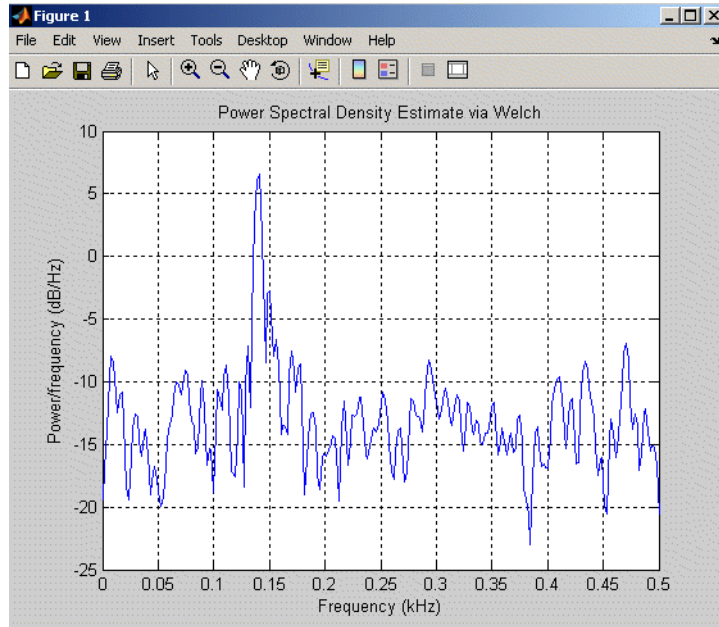 Figure 1
File Edit View Insert Tools Desktop Window Help
Power Spectral Density Estimate via Welch
Power/frequency (dB/Hz)
10
5
0
-5
-10
-15
-20
-25
0 0.05 0.1 0.15 0.2 0.25 0.3 0.35 0.4 0.45 0.5
Frequency (kHz)